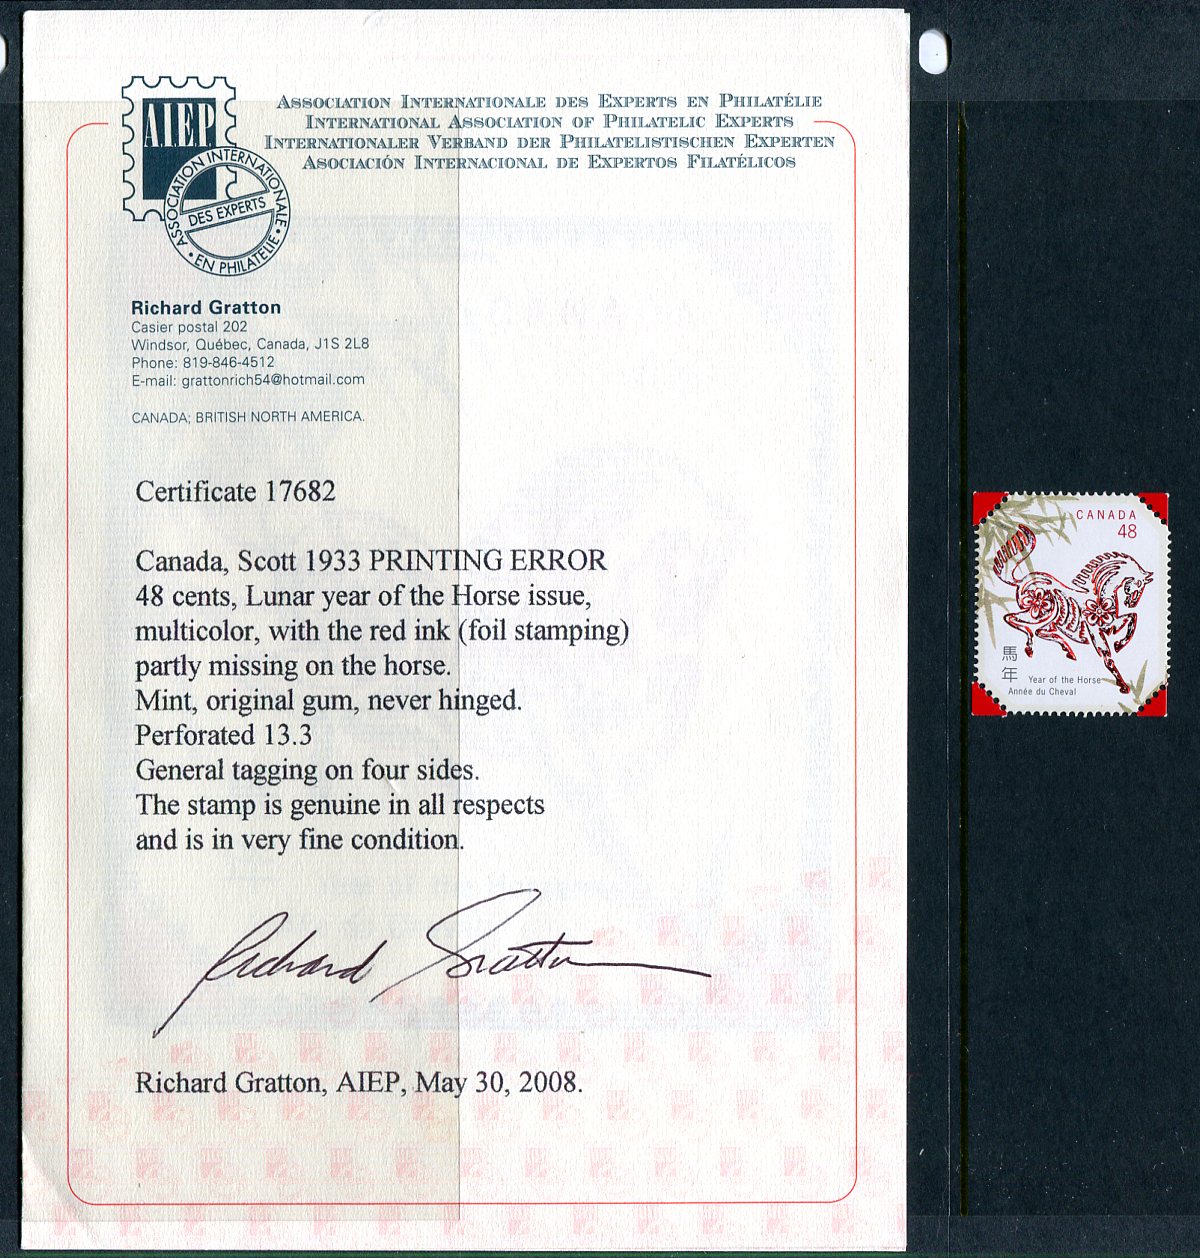 AIEP
ASSOCIATION INTERNATIONALE
DES EXPERTS
• EN PHILATÉLIE •
ASSOCIATION INTERNATIONALE DES EXPERTS EN PHILATÉLIE
INTERNATIONAL ASSOCIATION OF PHILATELIC EXPERTS
INTERNATIONALER VERBAND DER PHILATELISTISCHEN EXPERTEN
ASOCIACIÓN INTERNACIONAL DE EXPERTOS FILATÉLICOS
Richard Gratton
Casier postal 202
Windsor, Québec, Canada, J1S 2L8
Phone: 819-846-4512
E-mail: grattonrich54@hotmail.com
CANADA; BRITISH NORTH AMERICA.
Certificate 17682
Canada, Scott 1933 PRINTING ERROR
48 cents, Lunar year of the Horse issue,
multicolor, with the red ink (foil stamping)
partly missing on the horse.
Mint, original gum, never hinged.
Perforated 13.3
General tagging on four sides.
The stamp is genuine in all respects
and is in very fine condition.
Richard Gratton
Richard Gratton, AIEP, May 30, 2008.
CANADA
48
馬
年
Year of the Horse
Année du Cheval